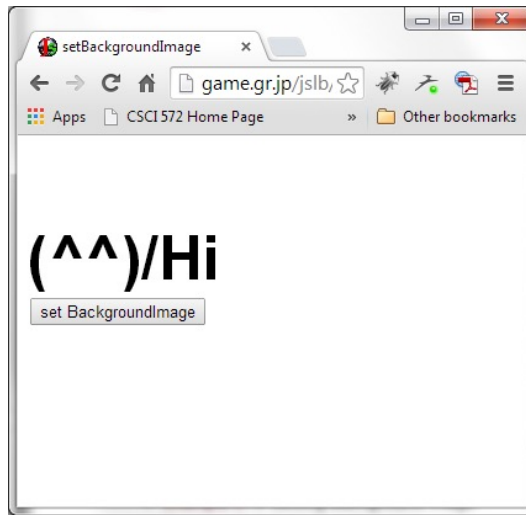 setBackgroundImage
game.gr.jp/jslb/
Apps CSCI 572 Home Page » Other bookmarks
(^^)/Hi
set BackgroundImage